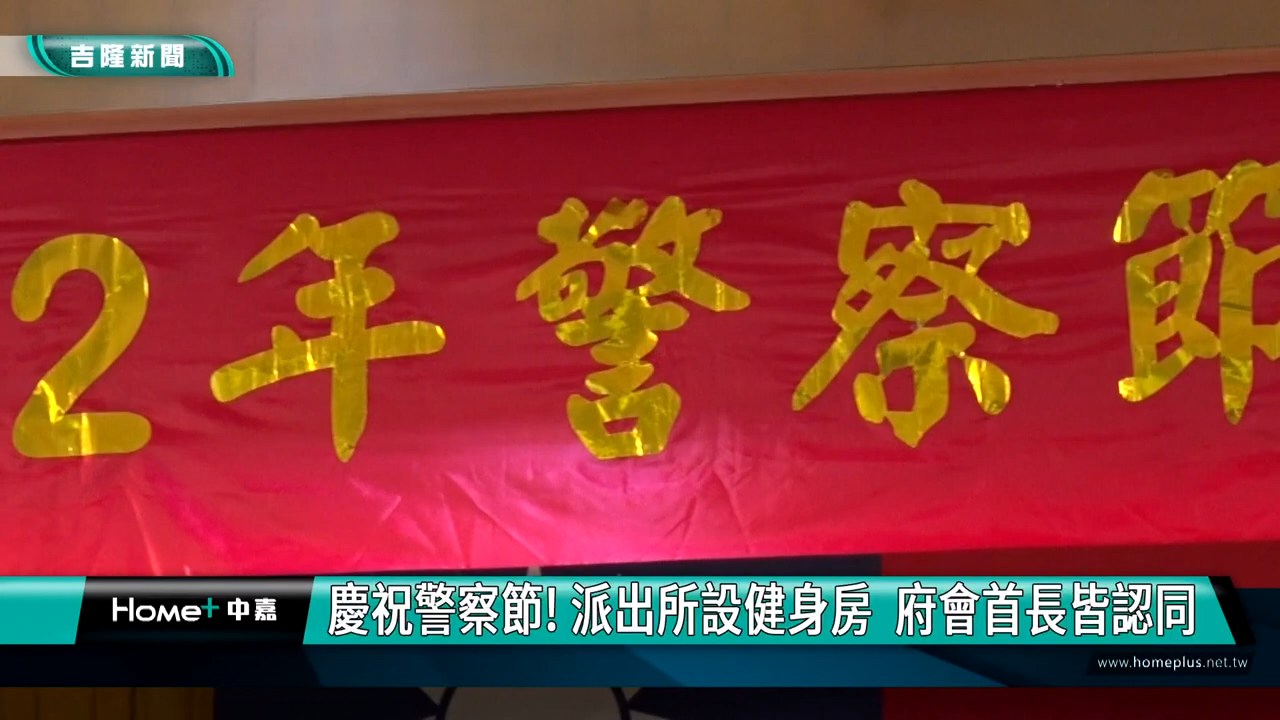 吉隆新聞
2年警察節
Home+中嘉
慶祝警察節! 派出所設健身房 府會首長皆認同
www.homeplus.net.tw